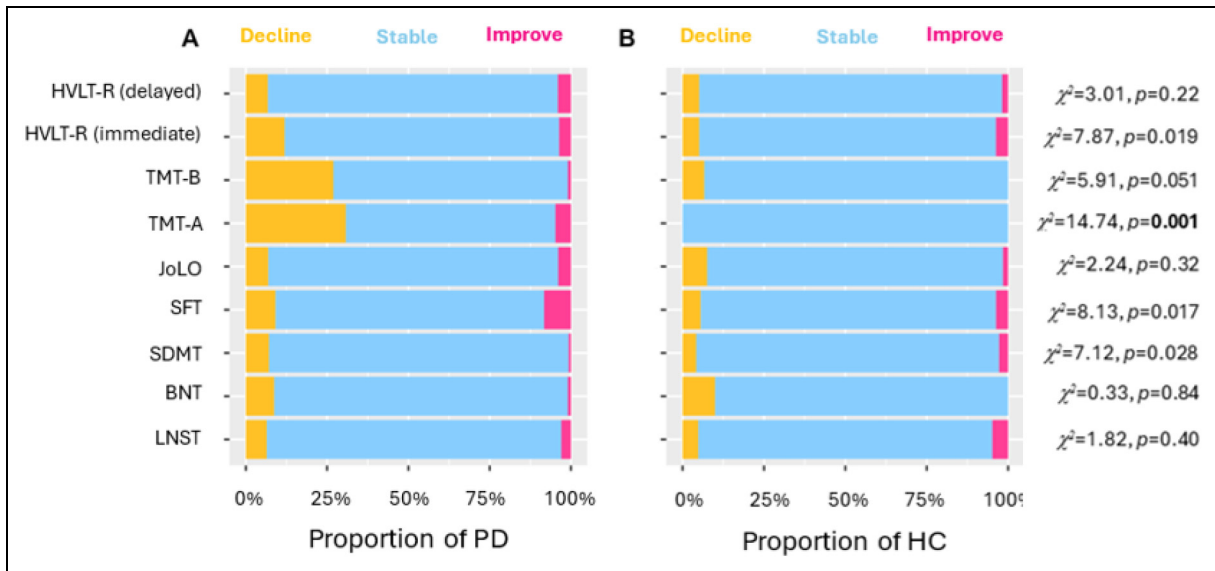 A Decline Stable Improve B Decline Stable Improve
HVLT-R (delayed) χ²=3.01, p=0.22
HVLT-R (immediate) χ²=7.87, p=0.019
TMT-B χ²=5.91, p=0.051
TMT-A χ²=14.74, p=0.001
JoLO χ²=2.24, p=0.32
SFT χ²=8.13, p=0.017
SDMT χ²=7.12, p=0.028
BNT χ²=0.33, p=0.84
LNST χ²=1.82, p=0.40
0% 25% 50% 75% 100% 0% 25% 50% 75% 100%
Proportion of PD Proportion of HC